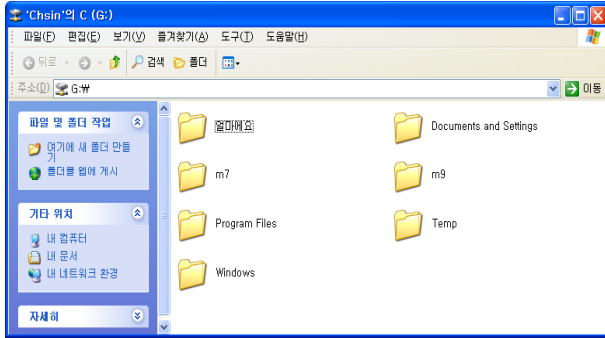 'Chsin'의 C (G:)
파일(F) 편집(E) 보기(V) 즐겨찾기(A) 도구(T) 도움말(H)
뒤로 검색 폴더
주소(D) G:₩ 이동
파일 및 폴더 작업
여기에 새 폴더 만들
기
폴더를 웹에 게시
기타 위치
내 컴퓨터
내 문서
내 네트워크 환경
자세히
얼마에요 Documents and Settings
m7 m9
Program Files Temp
Windows